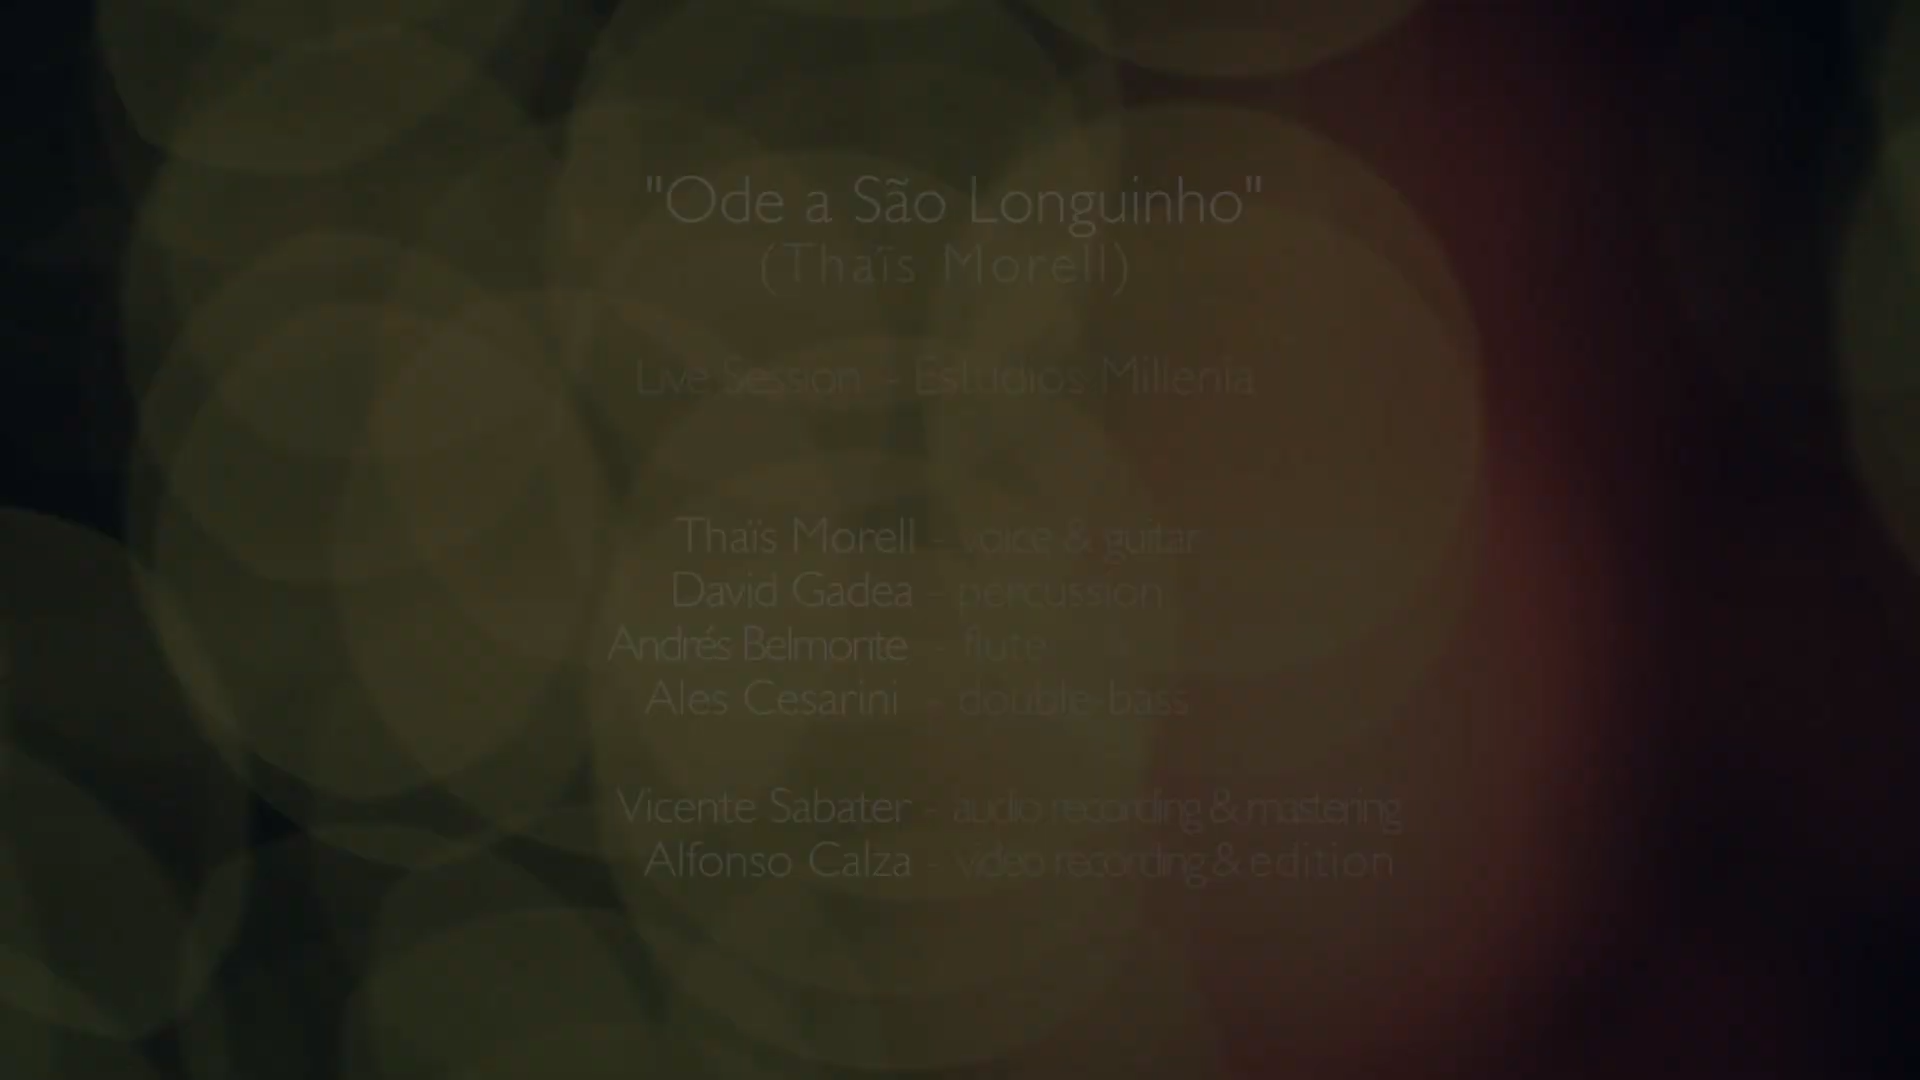 "Ode a São Longuinho"
(Thaïs Morell)
Live Session - Estúdios Millenia
Thaïs Morell - voice & guitar
David Gadea - percussion
Andrés Belmonte - flute
Ales Cesarini - double-bass
Vicente Sabater - audio recording & mastering
Alfonso Calza - video recording & edition